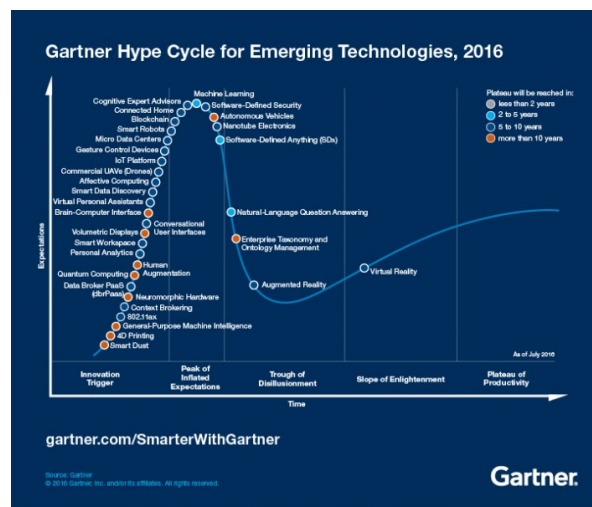 Gartner Hype Cycle for Emerging Technologies, 2016
Plateau will be reached in:
less than 2 years
2 to 5 years
5 to 10 years
more than 10 years
Expectations
Machine Learning
Cognitive Expert Advisors
Software-Defined Security
Connected Home
Autonomous Vehicles
Blockchain
Nanotube Electronics
Smart Robots
Software-Defined Anything (SDx)
Micro Data Centers
Gesture Control Devices
IoT Platform
Commercial UAVs (Drones)
Affective Computing
Smart Data Discovery
Virtual Personal Assistants
Brain-Computer Interface
Natural-Language Question Answering
Conversational
User Interfaces
Volumetric Displays
Smart Workspace
Enterprise Taxonomy and
Ontology Management
Personal Analytics
Human
Augmentation
Virtual Reality
Quantum Computing
Data Broker PaaS
(dbrPaas)
Augmented Reality
Neuromorphic Hardware
Context Brokering
802.11ax
General-Purpose Machine Intelligence
4D Printing
Smart Dust
As of July 2016
Innovation
Trigger
Peak of
Inflated
Expectations
Trough of
Disillusionment
Slope of Enlightenment
Plateau of
Productivity
Time
gartner.com/SmarterWithGartner
Source: Gartner
© 2016 Gartner, Inc. and/or its affiliates. All rights reserved.
Gartner.